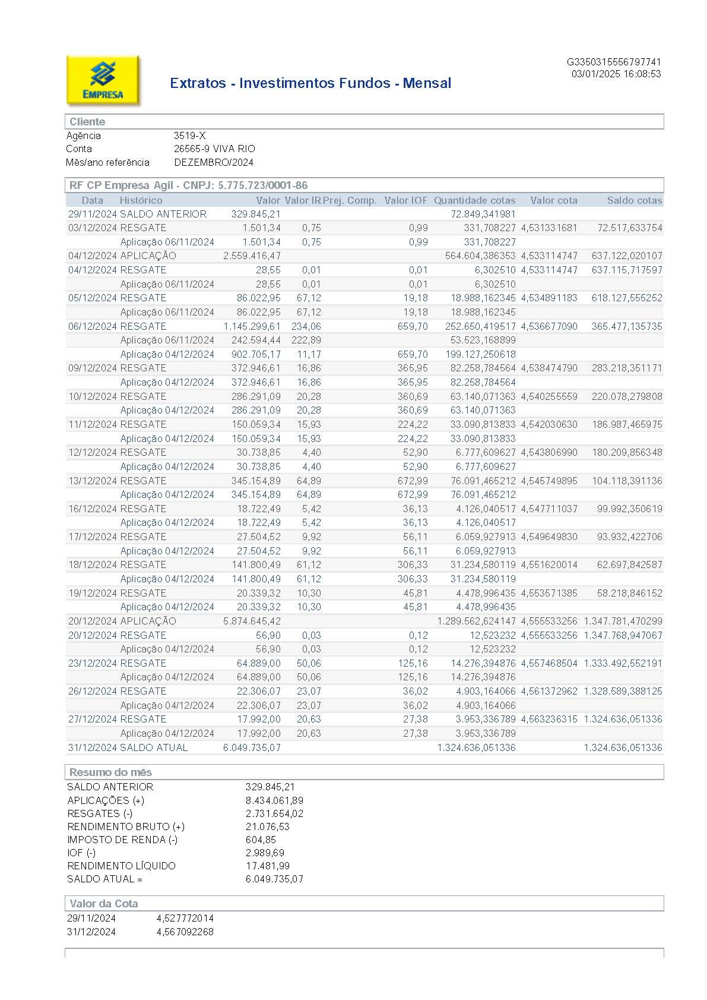 G3350315556797741
03/01/2025 16:08:53
EMPRESA
Extratos - Investimentos Fundos - Mensal
Cliente
Agência 3519-X
Conta 26565-9 VIVA RIO
Mês/ano referência DEZEMBRO/2024
RF CP Empresa Agil - CNPJ: 5.775.723/0001-86
Data Histórico Valor Valor IR Prej. Comp. Valor IOF Quantidade cotas Valor cota Saldo cotas
29/11/2024 SALDO ANTERIOR 329.845,21 72.849,341981
03/12/2024 RESGATE 1.501,34 0,75 0,99 331,708227 4,531331681 72.517,633754
Aplicação 06/11/2024 1.501,34 0,75 0,99 331,708227
04/12/2024 APLICAÇÃO 2.559.416,47 564.604,386353 4,533114747 637.122,020107
04/12/2024 RESGATE 28,55 0,01 0,01 6,302510 4,533114747 637.115,717597
Aplicação 06/11/2024 28,55 0,01 0,01 6,302510
05/12/2024 RESGATE 86.022,95 67,12 19,18 18.988,162345 4,534891183 618.127,555252
Aplicação 06/11/2024 86.022,95 67,12 19,18 18.988,162345
06/12/2024 RESGATE 1.145.299,61 234,06 659,70 252.650,419517 4,536677090 365.477,135735
Aplicação 06/11/2024 242.594,44 222,89 53.523,168899
Aplicação 04/12/2024 902.705,17 11,17 659,70 199.127,250618
09/12/2024 RESGATE 372.946,61 16,86 365,95 82.258,784564 4,538474790 283.218,351171
Aplicação 04/12/2024 372.946,61 16,86 365,95 82.258,784564
10/12/2024 RESGATE 286.291,09 20,28 360,69 63.140,071363 4,540255559 220.078,279808
Aplicação 04/12/2024 286.291,09 20,28 360,69 63.140,071363
11/12/2024 RESGATE 150.059,34 15,93 224,22 33.090,813833 4,542030630 186.987,465975
Aplicação 04/12/2024 150.059,34 15,93 224,22 33.090,813833
12/12/2024 RESGATE 30.738,85 4,40 52,90 6.777,609627 4,543806990 180.209,856348
Aplicação 04/12/2024 30.738,85 4,40 52,90 6.777,609627
13/12/2024 RESGATE 345.154,89 64,89 672,99 76.091,465212 4,545749895 104.118,391136
Aplicação 04/12/2024 345.154,89 64,89 672,99 76.091,465212
16/12/2024 RESGATE 18.722,49 5,42 36,13 4.126,040517 4,547711037 99.992,350619
Aplicação 04/12/2024 18.722,49 5,42 36,13 4.126,040517
17/12/2024 RESGATE 27.504,52 9,92 56,11 6.059,927913 4,549649830 93.932,422706
Aplicação 04/12/2024 27.504,52 9,92 56,11 6.059,927913
18/12/2024 RESGATE 141.800,49 61,12 306,33 31.234,580119 4,551620014 62.697,842587
Aplicação 04/12/2024 141.800,49 61,12 306,33 31.234,580119
19/12/2024 RESGATE 20.339,32 10,30 45,81 4.478,996435 4,553571385 58.218,846152
Aplicação 04/12/2024 20.339,32 10,30 45,81 4.478,996435
20/12/2024 APLICAÇÃO 5.874.645,42 1.289.562,624147 4,555533256 1.347.781,470299
20/12/2024 RESGATE 56,90 0,03 0,12 12,523232 4,555533256 1.347.768,947067
Aplicação 04/12/2024 56,90 0,03 0,12 12,523232
23/12/2024 RESGATE 64.889,00 50,06 125,16 14.276,394876 4,557468504 1.333.492,552191
Aplicação 04/12/2024 64.889,00 50,06 125,16 14.276,394876
26/12/2024 RESGATE 22.306,07 23,07 36,02 4.903,164066 4,561372962 1.328.589,388125
Aplicação 04/12/2024 22.306,07 23,07 36,02 4.903,164066
27/12/2024 RESGATE 17.992,00 20,63 27,38 3.953,336789 4,563236315 1.324.636,051336
Aplicação 04/12/2024 17.992,00 20,63 27,38 3.953,336789
31/12/2024 SALDO ATUAL 6.049.735,07 1.324.636,051336 1.324.636,051336
Resumo do mês
SALDO ANTERIOR 329.845,21
APLICAÇÕES (+) 8.434.061,89
RESGATES (-) 2.731.654,02
RENDIMENTO BRUTO (+) 21.076,53
IMPOSTO DE RENDA (-) 604,85
IOF (-) 2.989,69
RENDIMENTO LÍQUIDO 17.481,99
SALDO ATUAL = 6.049.735,07
Valor da Cota
29/11/2024 4,527772014
31/12/2024 4,567092268